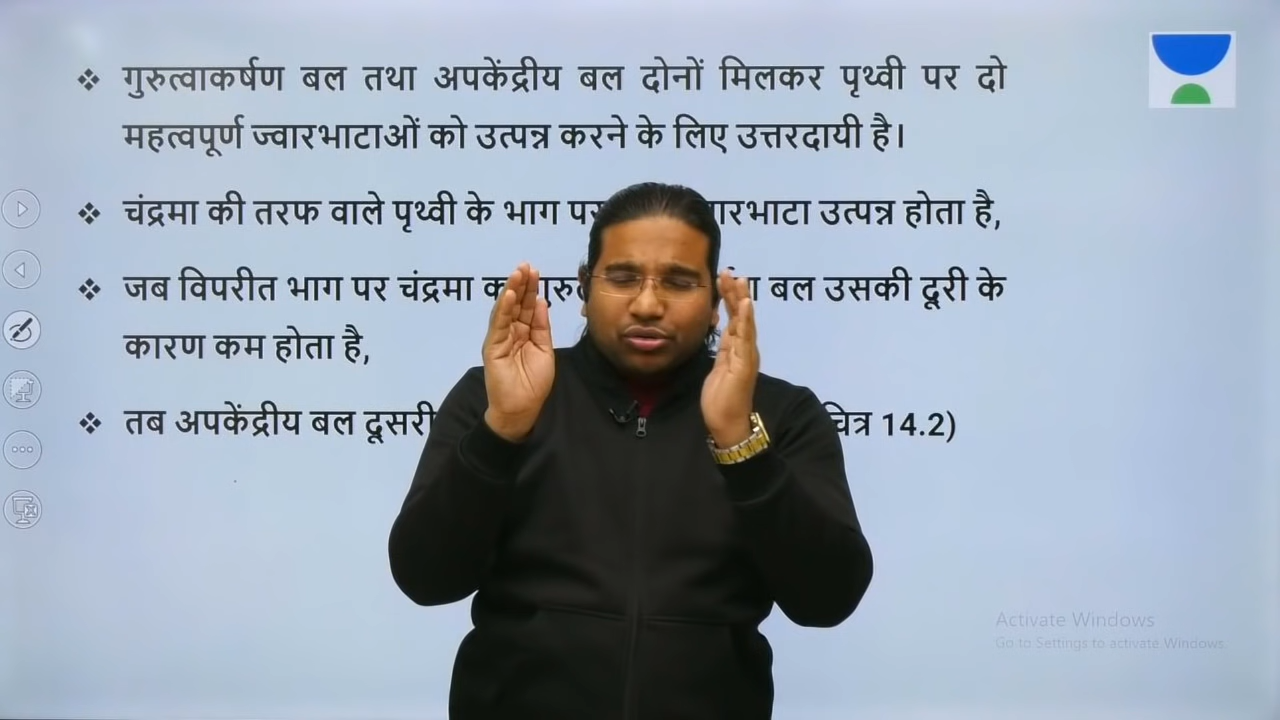 ❖ गुरुत्वाकर्षण बल तथा अपकेंद्रीय बल दोनों मिलकर पृथ्वी पर दो
महत्वपूर्ण ज्वारभाटाओं को उत्पन्न करने के लिए उत्तरदायी है।
❖ चंद्रमा की तरफ वाले पृथ्वी के भाग पर उत्पन्न होता है,
❖ जब विपरीत भाग पर चंद्रमा बल उसकी दूरी के
कारण कम होता है,
❖ तब अपकेंद्रीय बल दूसरी 14.2)
Activate Windows
Go to Settings to activate Windows.